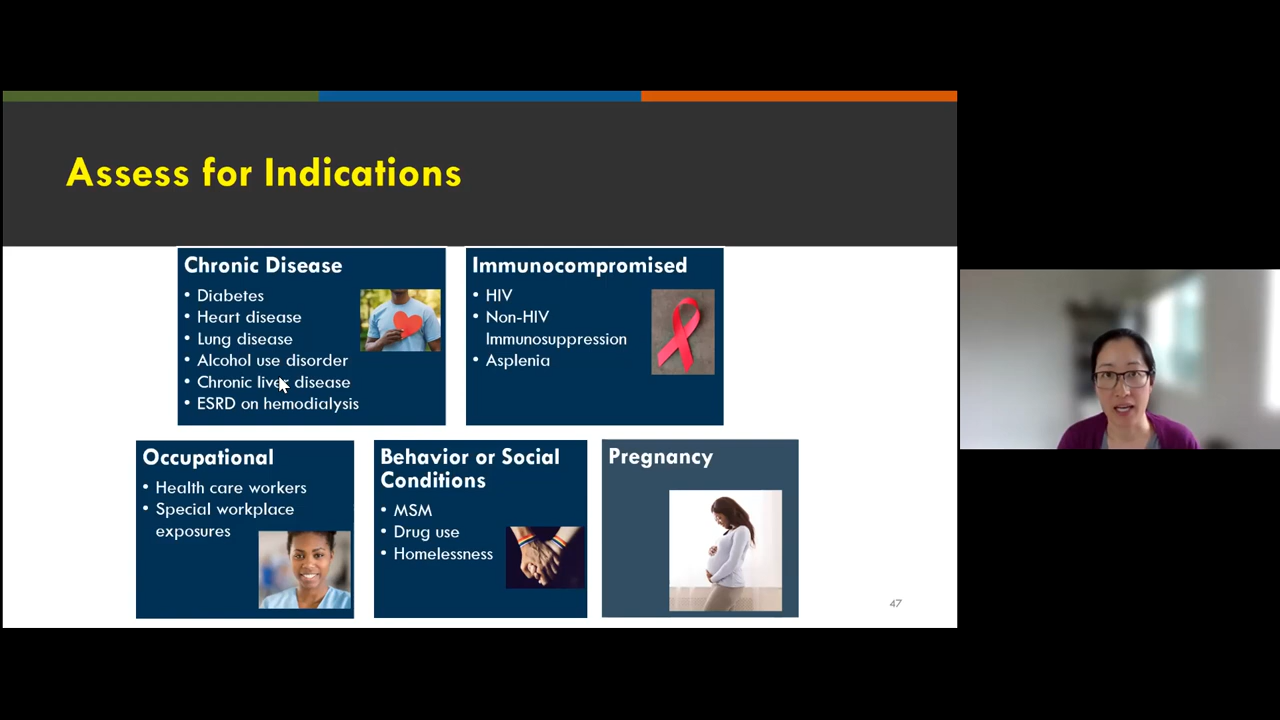 Assess for Indications
Chronic Disease
• Diabetes
• Heart disease
• Lung disease
• Alcohol use disorder
• Chronic liver disease
• ESRD on hemodialysis
Immunocompromised
• HIV
• Non-HIV
Immunosuppression
• Asplenia
Occupational
• Health care workers
• Special workplace
exposures
Behavior or Social
Conditions
• MSM
• Drug use
• Homelessness
Pregnancy
47